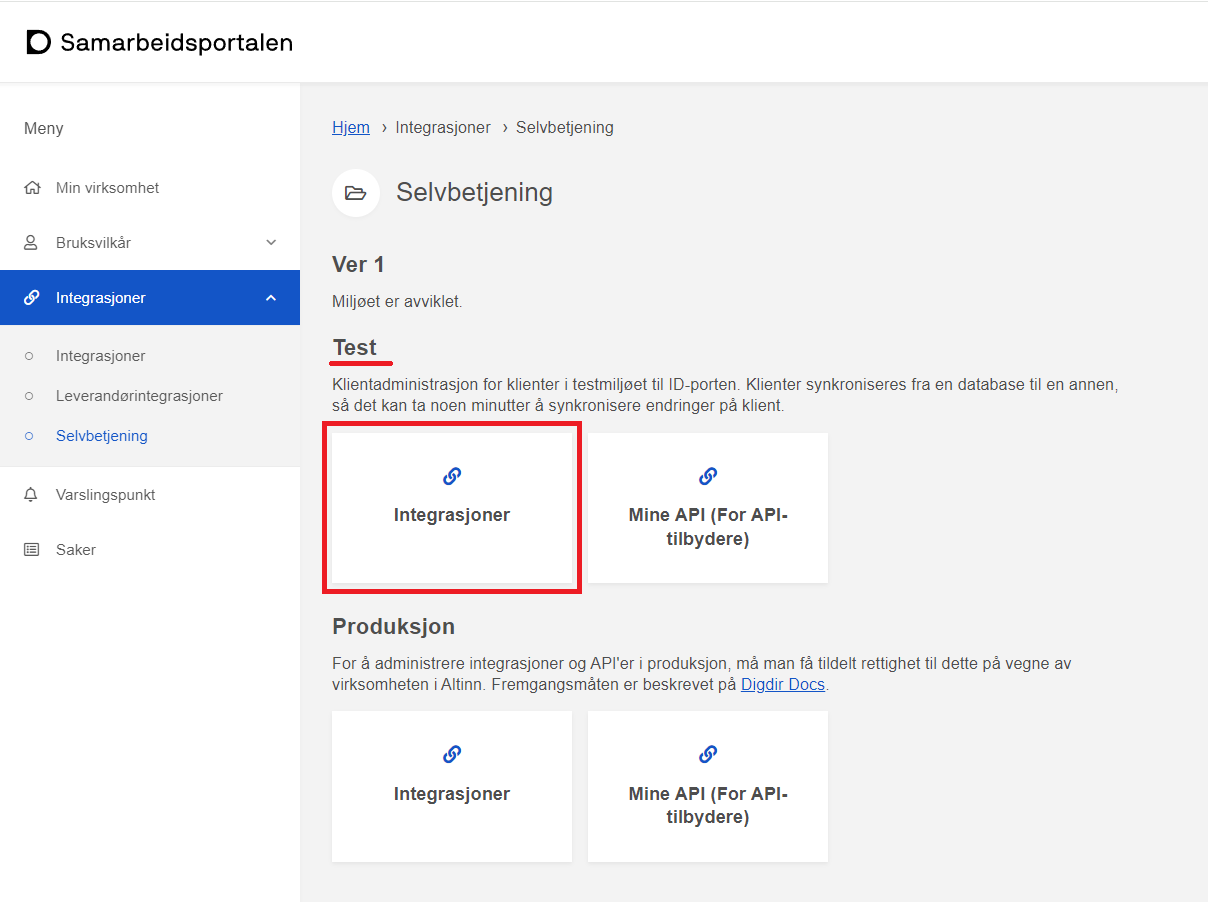 Samarbeidsportalen
Meny
Min virksomhet
Bruksvilkår
Integrasjoner
Integrasjoner
Leverandørintegrasjoner
Selvbetjening
Varslingspunkt
Saker
Hjem › Integrasjoner › Selvbetjening
Selvbetjening
Ver 1
Miljøet er avviklet.
Test
Klientadministrasjon for klienter i testmiljøet til ID-porten. Klienter synkroniseres fra en database til en annen,
så det kan ta noen minutter å synkronisere endringer på klient.
Integrasjoner
Mine API (For API-
tilbydere)
Produksjon
For å administrere integrasjoner og API'er i produksjon, må man få tildelt rettighet til dette på vegne av
virksomheten i Altinn. Fremgangsmåten er beskrevet på Digdir Docs.
Integrasjoner
Mine API (For API-
tilbydere)